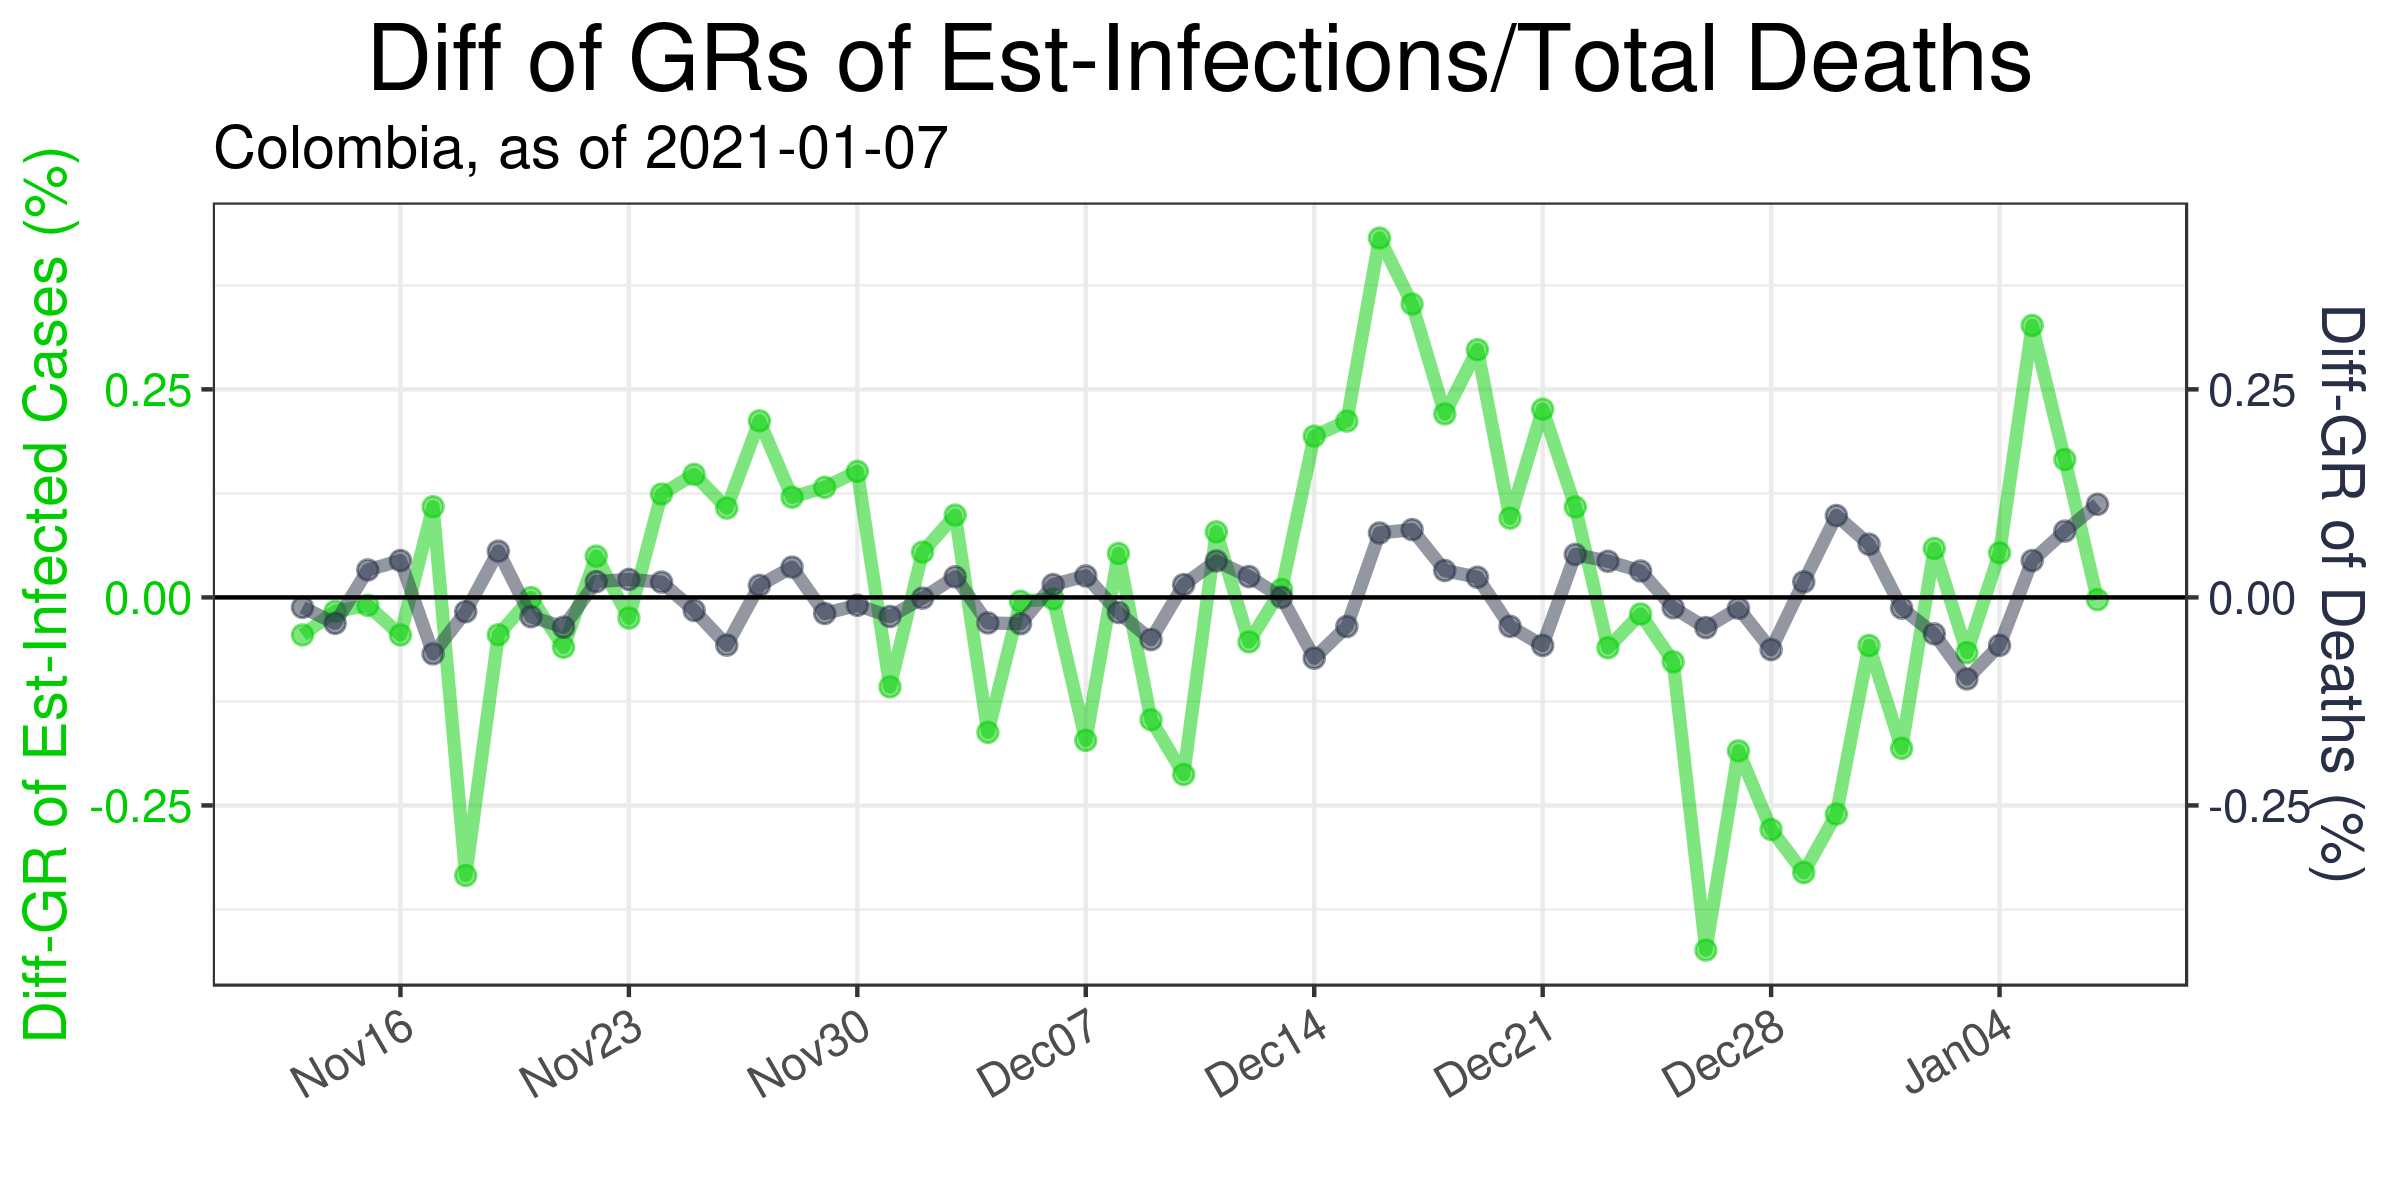 Diff of GRs of Est-Infections/Total Deaths
Colombia, as of 2021-01-07
Diff-GR of Est-Infected Cases (%)
0.25
0.00
-0.25
0.25
0.00
-0.25
Diff-GR of Deaths (%)
Nov16
Nov23
Nov30
Dec07
Dec14
Dec21
Dec28
Jan04